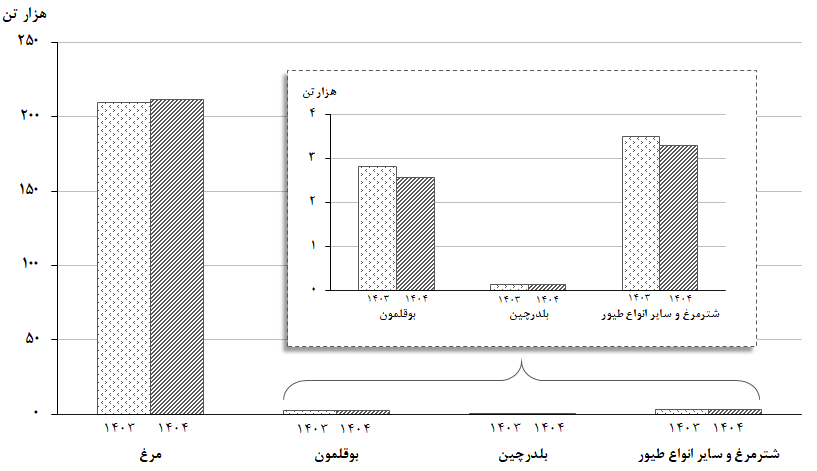 هزار تن
۲۵۰
۲۰۰
۱۵۰
۱۰۰
۵۰
۰
هزارتن
۴
۳
۲
۱
۰
۱۴۰۳ ۱۴۰۴ ۱۴۰۳ ۱۴۰۴ ۱۴۰۳ ۱۴۰۴
بوقلمون بلدرچین شترمرغ و سایر انواع طیور
۱۴۰۳ ۱۴۰۴ ۱۴۰۳ ۱۴۰۴ ۱۴۰۳ ۱۴۰۴ ۱۴۰۳ ۱۴۰۴
مرغ بوقلمون بلدرچین شترمرغ و سایر انواع طیور